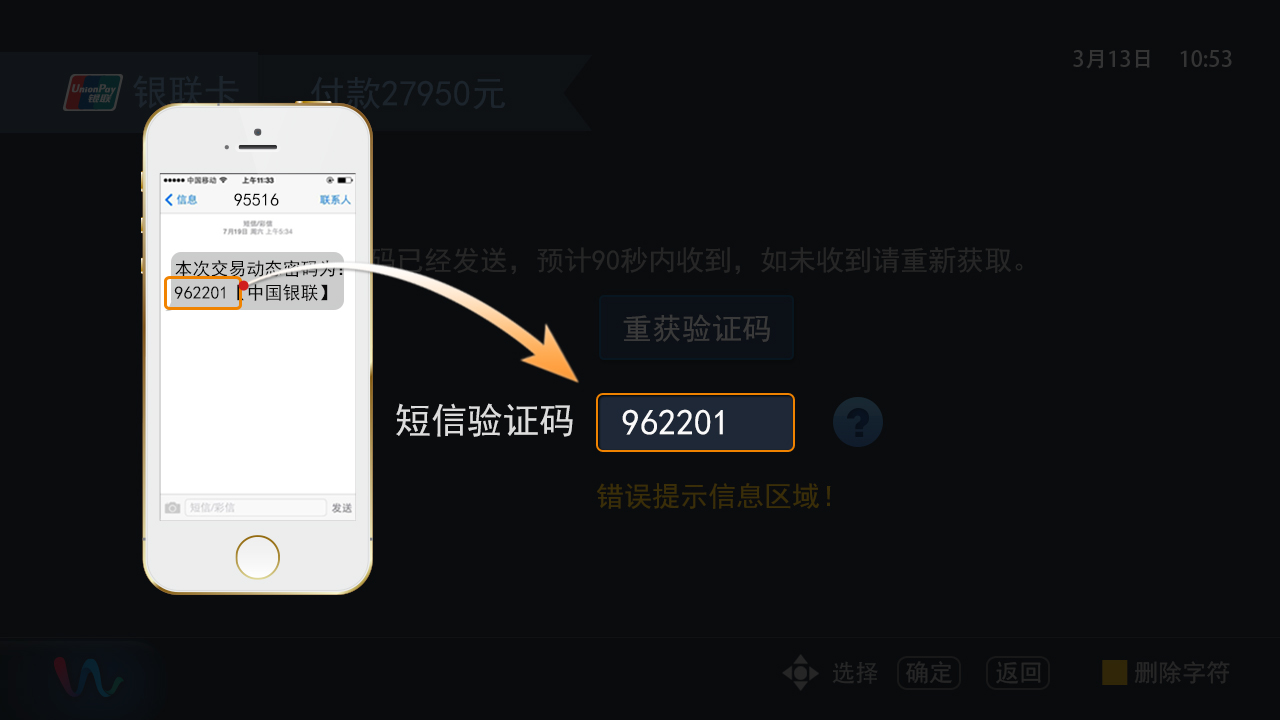 3月13日 10:53
UnionPay
银联
银联卡
付款27950元
中国移动 上午11:33
信息 95516 联系人
短信/彩信
7月19日 周六 上午5:34
本次交易动态密码为:
962201【中国银联】
码已经发送，预计90秒内收到，如未收到请重新获取。
重获验证码
短信验证码 962201 ?
错误提示信息区域！
短信/彩信 发送
选择 确定 返回 删除字符